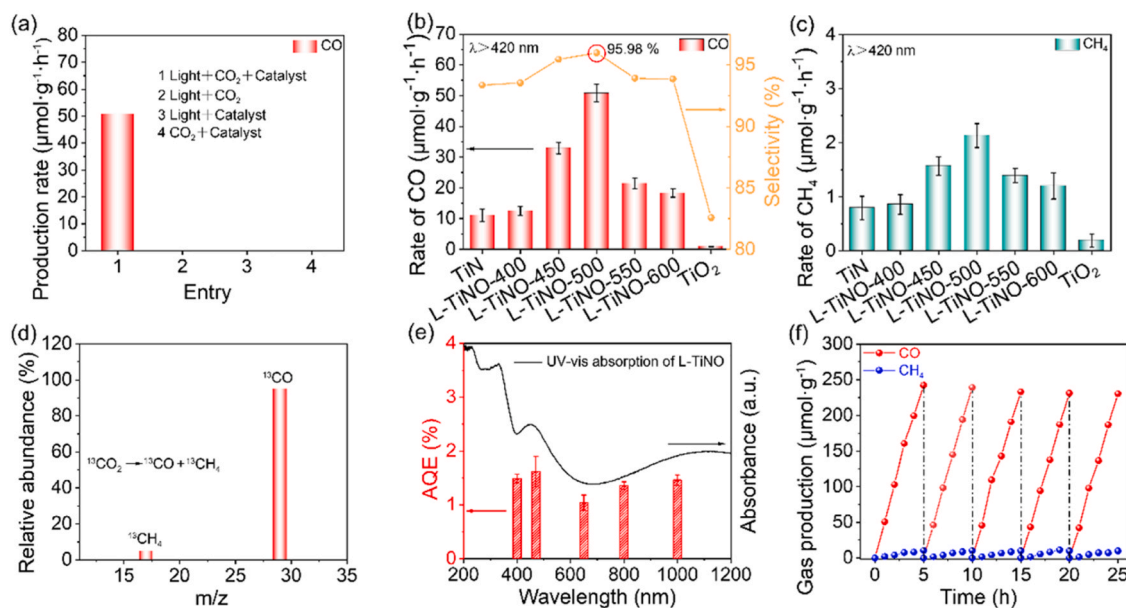 (a)
Production rate (μmol·g⁻¹·h⁻¹)
80
70
60
50
40
30
20
10
0
CO
1 Light+CO₂+Catalyst
2 Light+CO₂
3 Light+Catalyst
4 CO₂+Catalyst
1 2 3 4
Entry
(b)
Rate of CO (μmol·g⁻¹·h⁻¹)
70
60
50
40
30
20
10
0
λ>420 nm
CO
95.98 %
95
90
85
80
Selectivity (%)
TiN
L-TiNO-400
L-TiNO-450
L-TiNO-500
L-TiNO-550
L-TiNO-600
TiO₂
(c)
Rate of CH₄ (μmol·g⁻¹·h⁻¹)
4
3
2
1
0
λ>420 nm
CH₄
TiN
L-TiNO-400
L-TiNO-450
L-TiNO-500
L-TiNO-550
L-TiNO-600
TiO₂
(d)
Relative abundance (%)
120
100
80
60
40
20
0
¹³CO
¹³CO₂→¹³CO+¹³CH₄
¹³CH₄
15 20 25 30 35
m/z
(e)
AQE (%)
4
3
2
1
0
UV-vis absorption of L-TiNO
Absorbance (a.u.)
200 400 600 800 1000 1200
Wavelength (nm)
(f)
Gas production (μmol·g⁻¹)
300
250
200
150
100
50
0
CO
CH₄
0 5 10 15 20 25
Time (h)